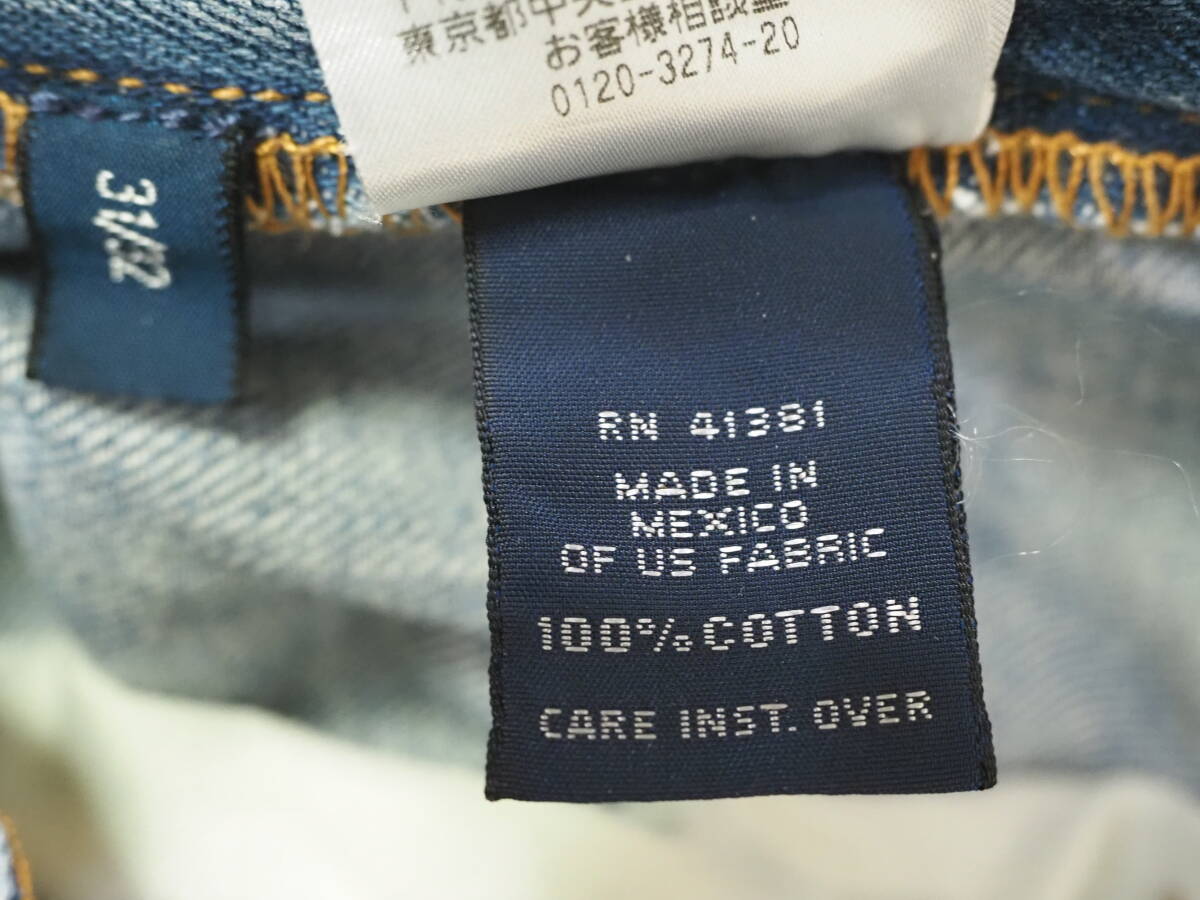 東京都中央
お客様相談室
0120-3274-20
31/32
RN 41381
MADE IN
MEXICO
OF US FABRIC
100% COTTON
CARE INST. OVER